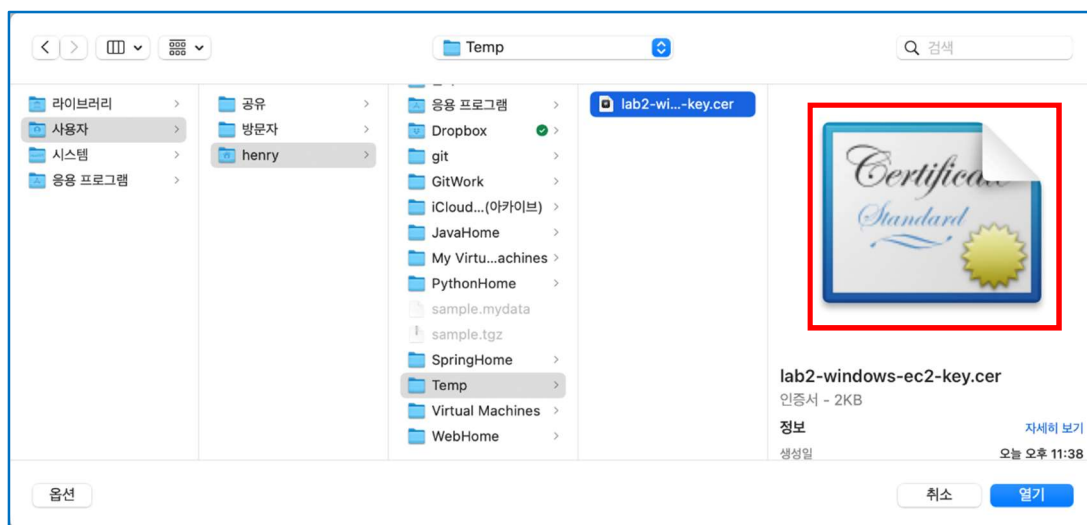 Temp
검색
라이브러리
사용자
시스템
응용 프로그램
공유
방문자
henry
응용 프로그램
Dropbox
git
GitWork
iCloud...(아카이브)
JavaHome
My Virtu...achines
PythonHome
sample.mydata
sample.tgz
SpringHome
Temp
Virtual Machines
WebHome
lab2-wi...-key.cer
Certificate
Standard
lab2-windows-ec2-key.cer
인증서 - 2KB
정보 자세히 보기
생성일 오늘 오후 11:38
옵션 취소 열기